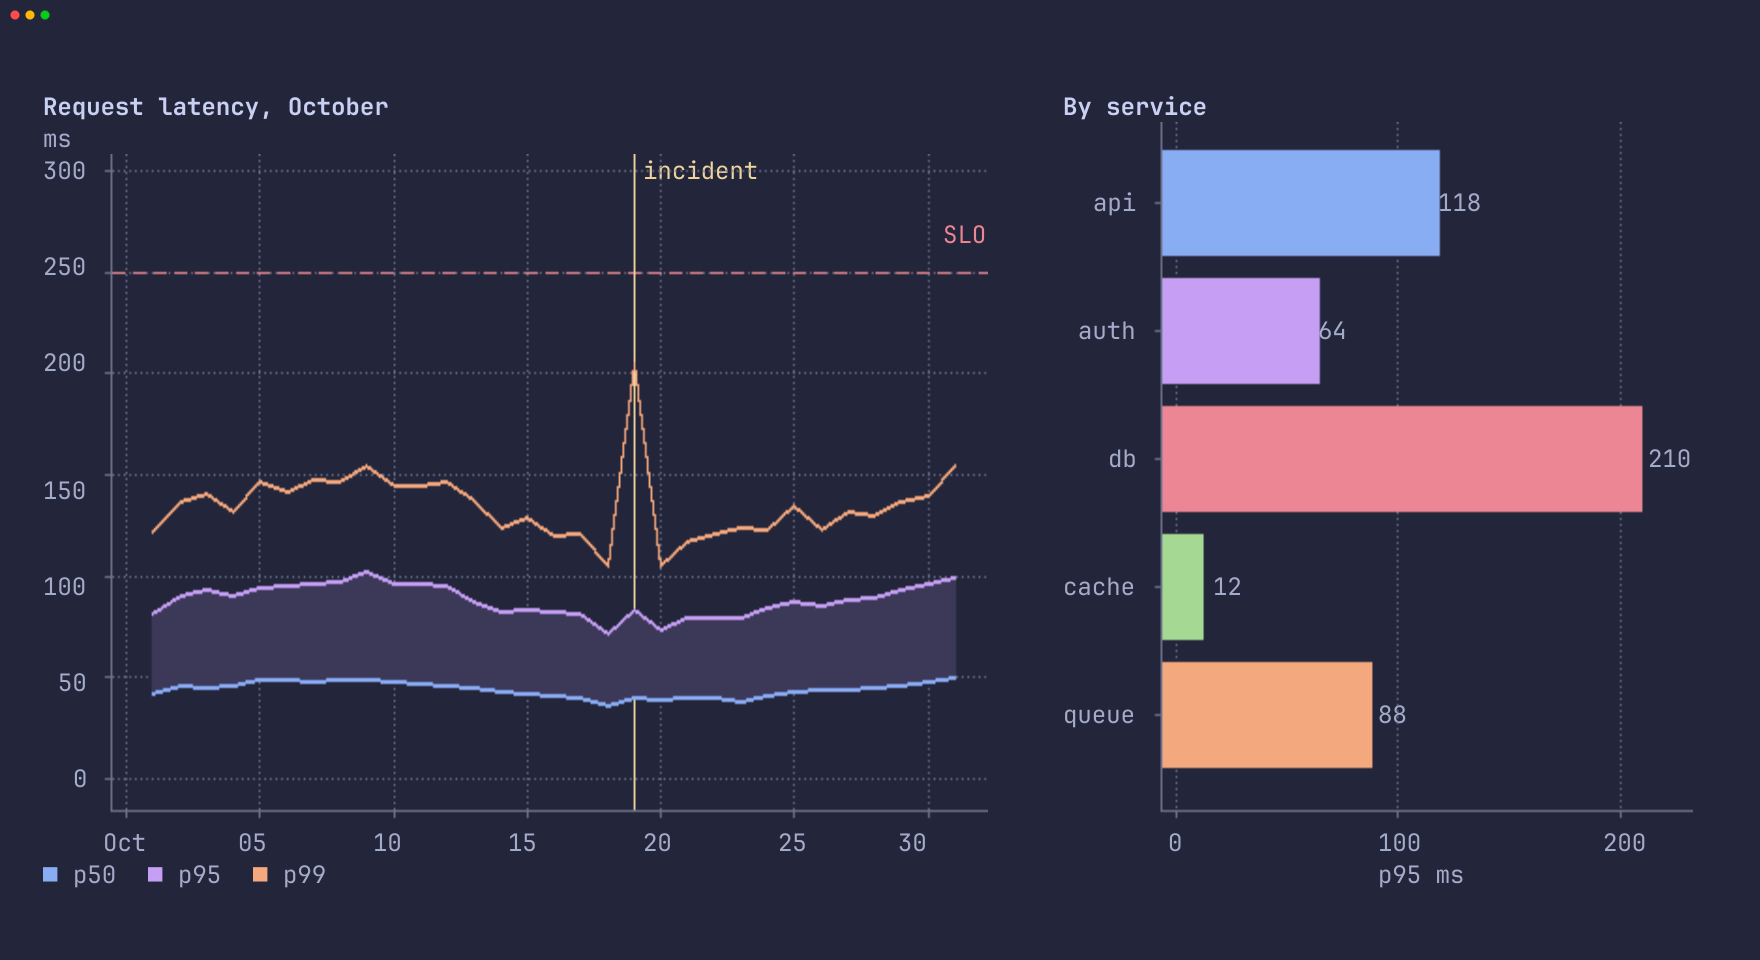 Request latency, October
ms
300
250
200
150
100
50
0
incident
SLO
Oct 05 10 15 20 25 30
p50 p95 p99
By service
api 118
auth 64
db 210
cache 12
queue 88
0 100 200
p95 ms